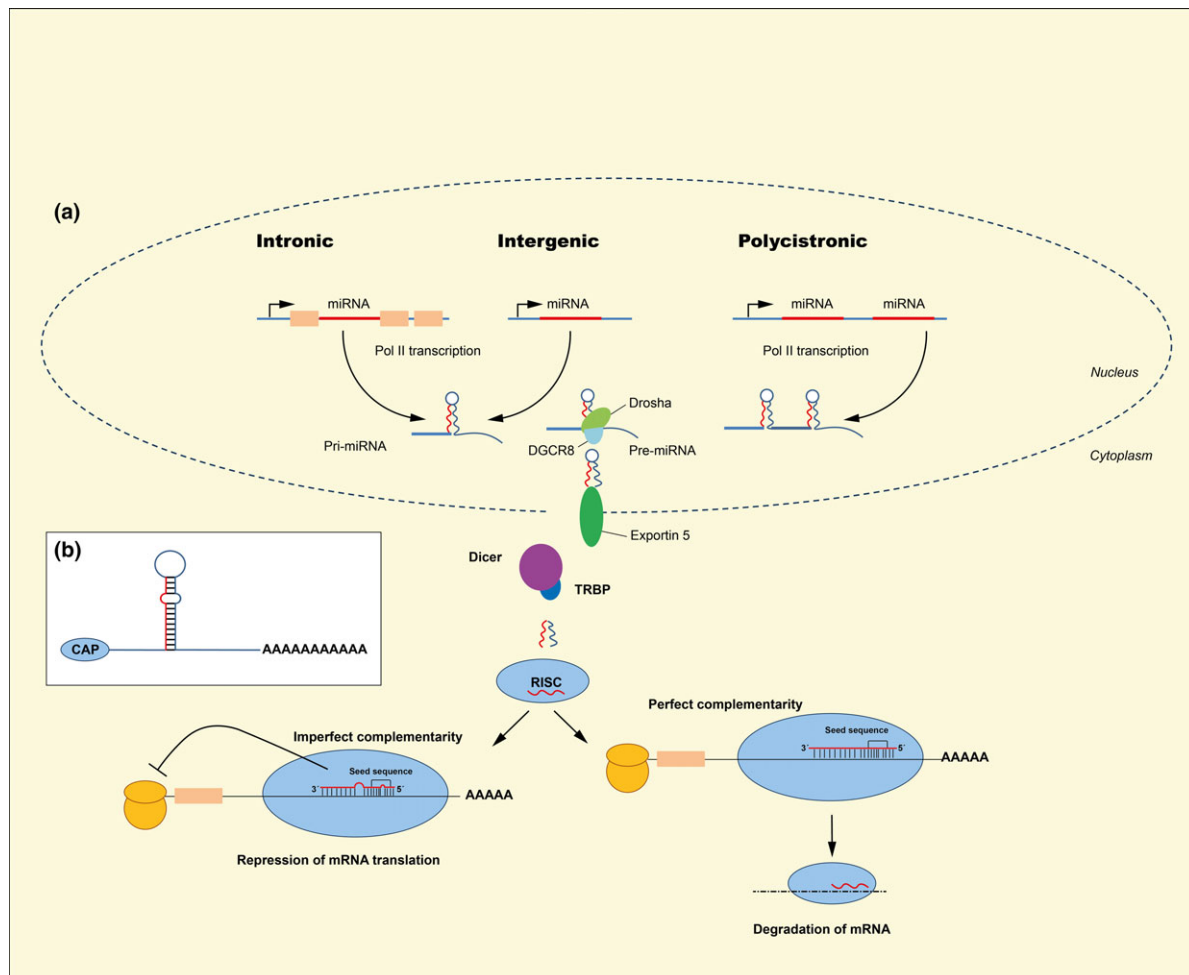 (a)
Intronic
Intergenic
Polycistronic
miRNA
miRNA
miRNA
miRNA
Pol II transcription
Pol II transcription
Nucleus
Drosha
Pri-miRNA
DGCR8
Pre-miRNA
Cytoplasm
Exportin 5
(b)
Dicer
TRBP
CAP
AAAAAAAAAAA
RISC
Perfect complementarity
Imperfect complementarity
Seed sequence
3´
5´
AAAAA
Seed sequence
3´
5´
AAAAA
Repression of mRNA translation
Degradation of mRNA